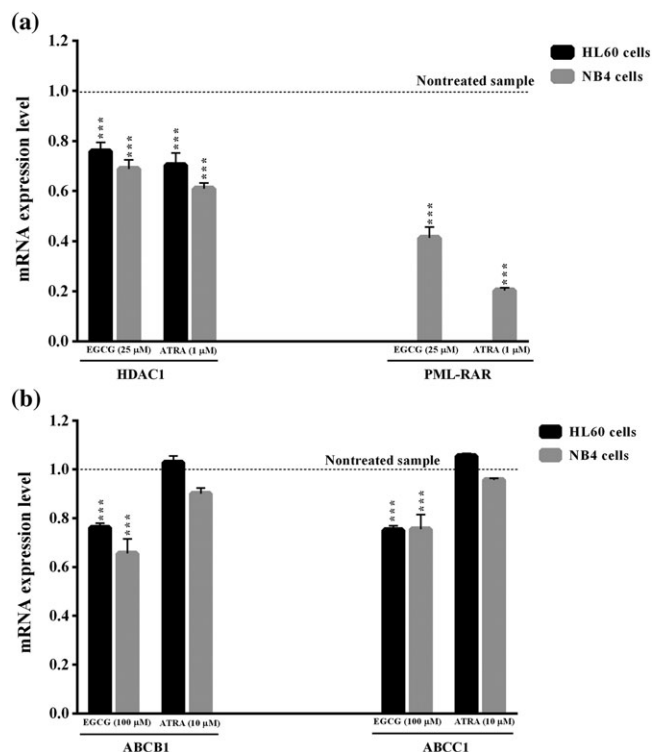 (a)
1.2
1.0
0.8
0.6
0.4
0.2
0.0
mRNA expression level
HL60 cells
NB4 cells
Nontreated sample
***
***
***
***
***
***
EGCG (25 µM) ATRA (1 µM)
HDAC1
EGCG (25 µM) ATRA (1 µM)
PML-RAR
(b)
1.2
1.0
0.8
0.6
0.4
0.2
0.0
mRNA expression level
HL60 cells
NB4 cells
Nontreated sample
***
***
***
***
EGCG (100 µM) ATRA (10 µM)
ABCB1
EGCG (100 µM) ATRA (10 µM)
ABCC1